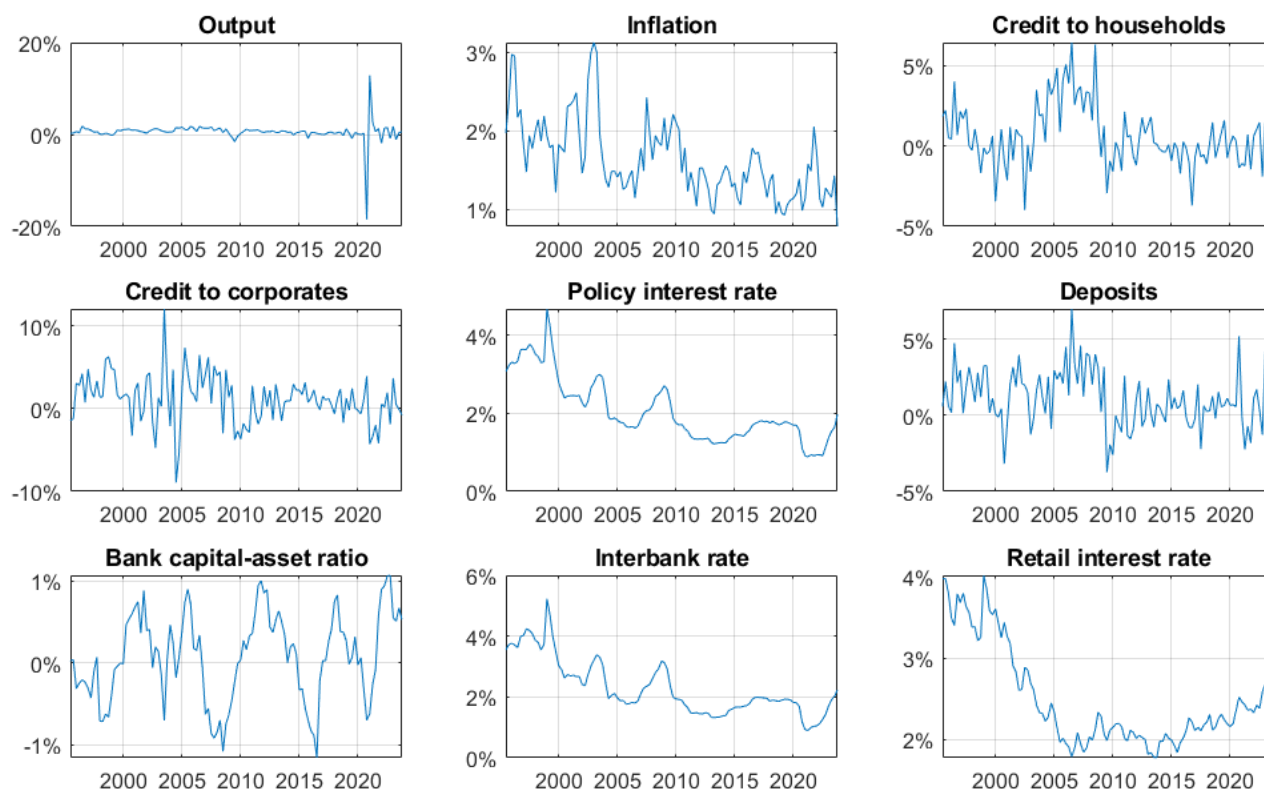 Output
20%
0%
-20%
2000 2005 2010 2015 2020
Inflation
3%
2%
1%
2000 2005 2010 2015 2020
Credit to households
5%
0%
-5%
2000 2005 2010 2015 2020
Credit to corporates
10%
0%
-10%
2000 2005 2010 2015 2020
Policy interest rate
4%
2%
0%
2000 2005 2010 2015 2020
Deposits
5%
0%
-5%
2000 2005 2010 2015 2020
Bank capital-asset ratio
1%
0%
-1%
2000 2005 2010 2015 2020
Interbank rate
6%
4%
2%
0%
2000 2005 2010 2015 2020
Retail interest rate
4%
3%
2%
2000 2005 2010 2015 2020